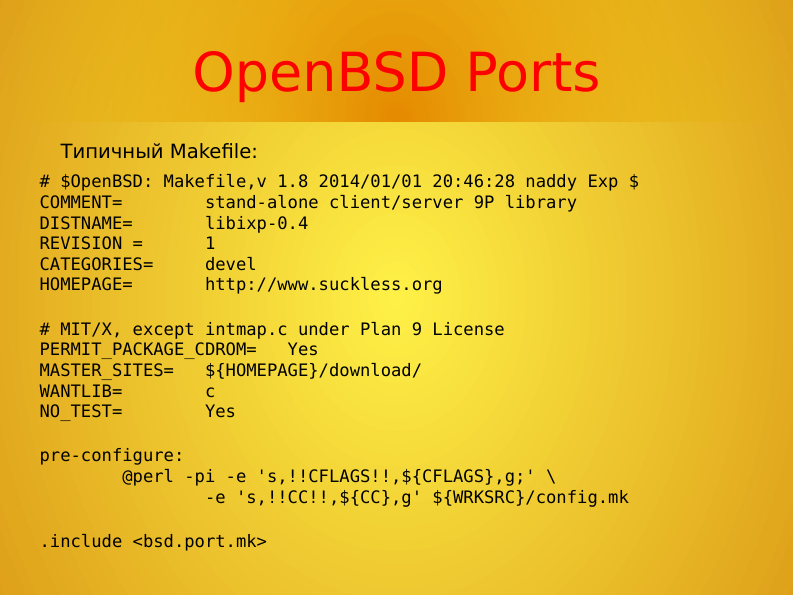 OpenBSD Ports
Типичный Makefile:
# $OpenBSD: Makefile,v 1.8 2014/01/01 20:46:28 naddy Exp $
COMMENT=        stand-alone client/server 9P library
DISTNAME=       libixp-0.4
REVISION =      1
CATEGORIES=     devel
HOMEPAGE=       http://www.suckless.org
# MIT/X, except intmap.c under Plan 9 License
PERMIT_PACKAGE_CDROM=   Yes
MASTER_SITES=   ${HOMEPAGE}/download/
WANTLIB=        c
NO_TEST=        Yes
pre-configure:
        @perl -pi -e 's,!!CFLAGS!!,${CFLAGS},g;' \
                -e 's,!!CC!!,${CC},g' ${WRKSRC}/config.mk
.include <bsd.port.mk>